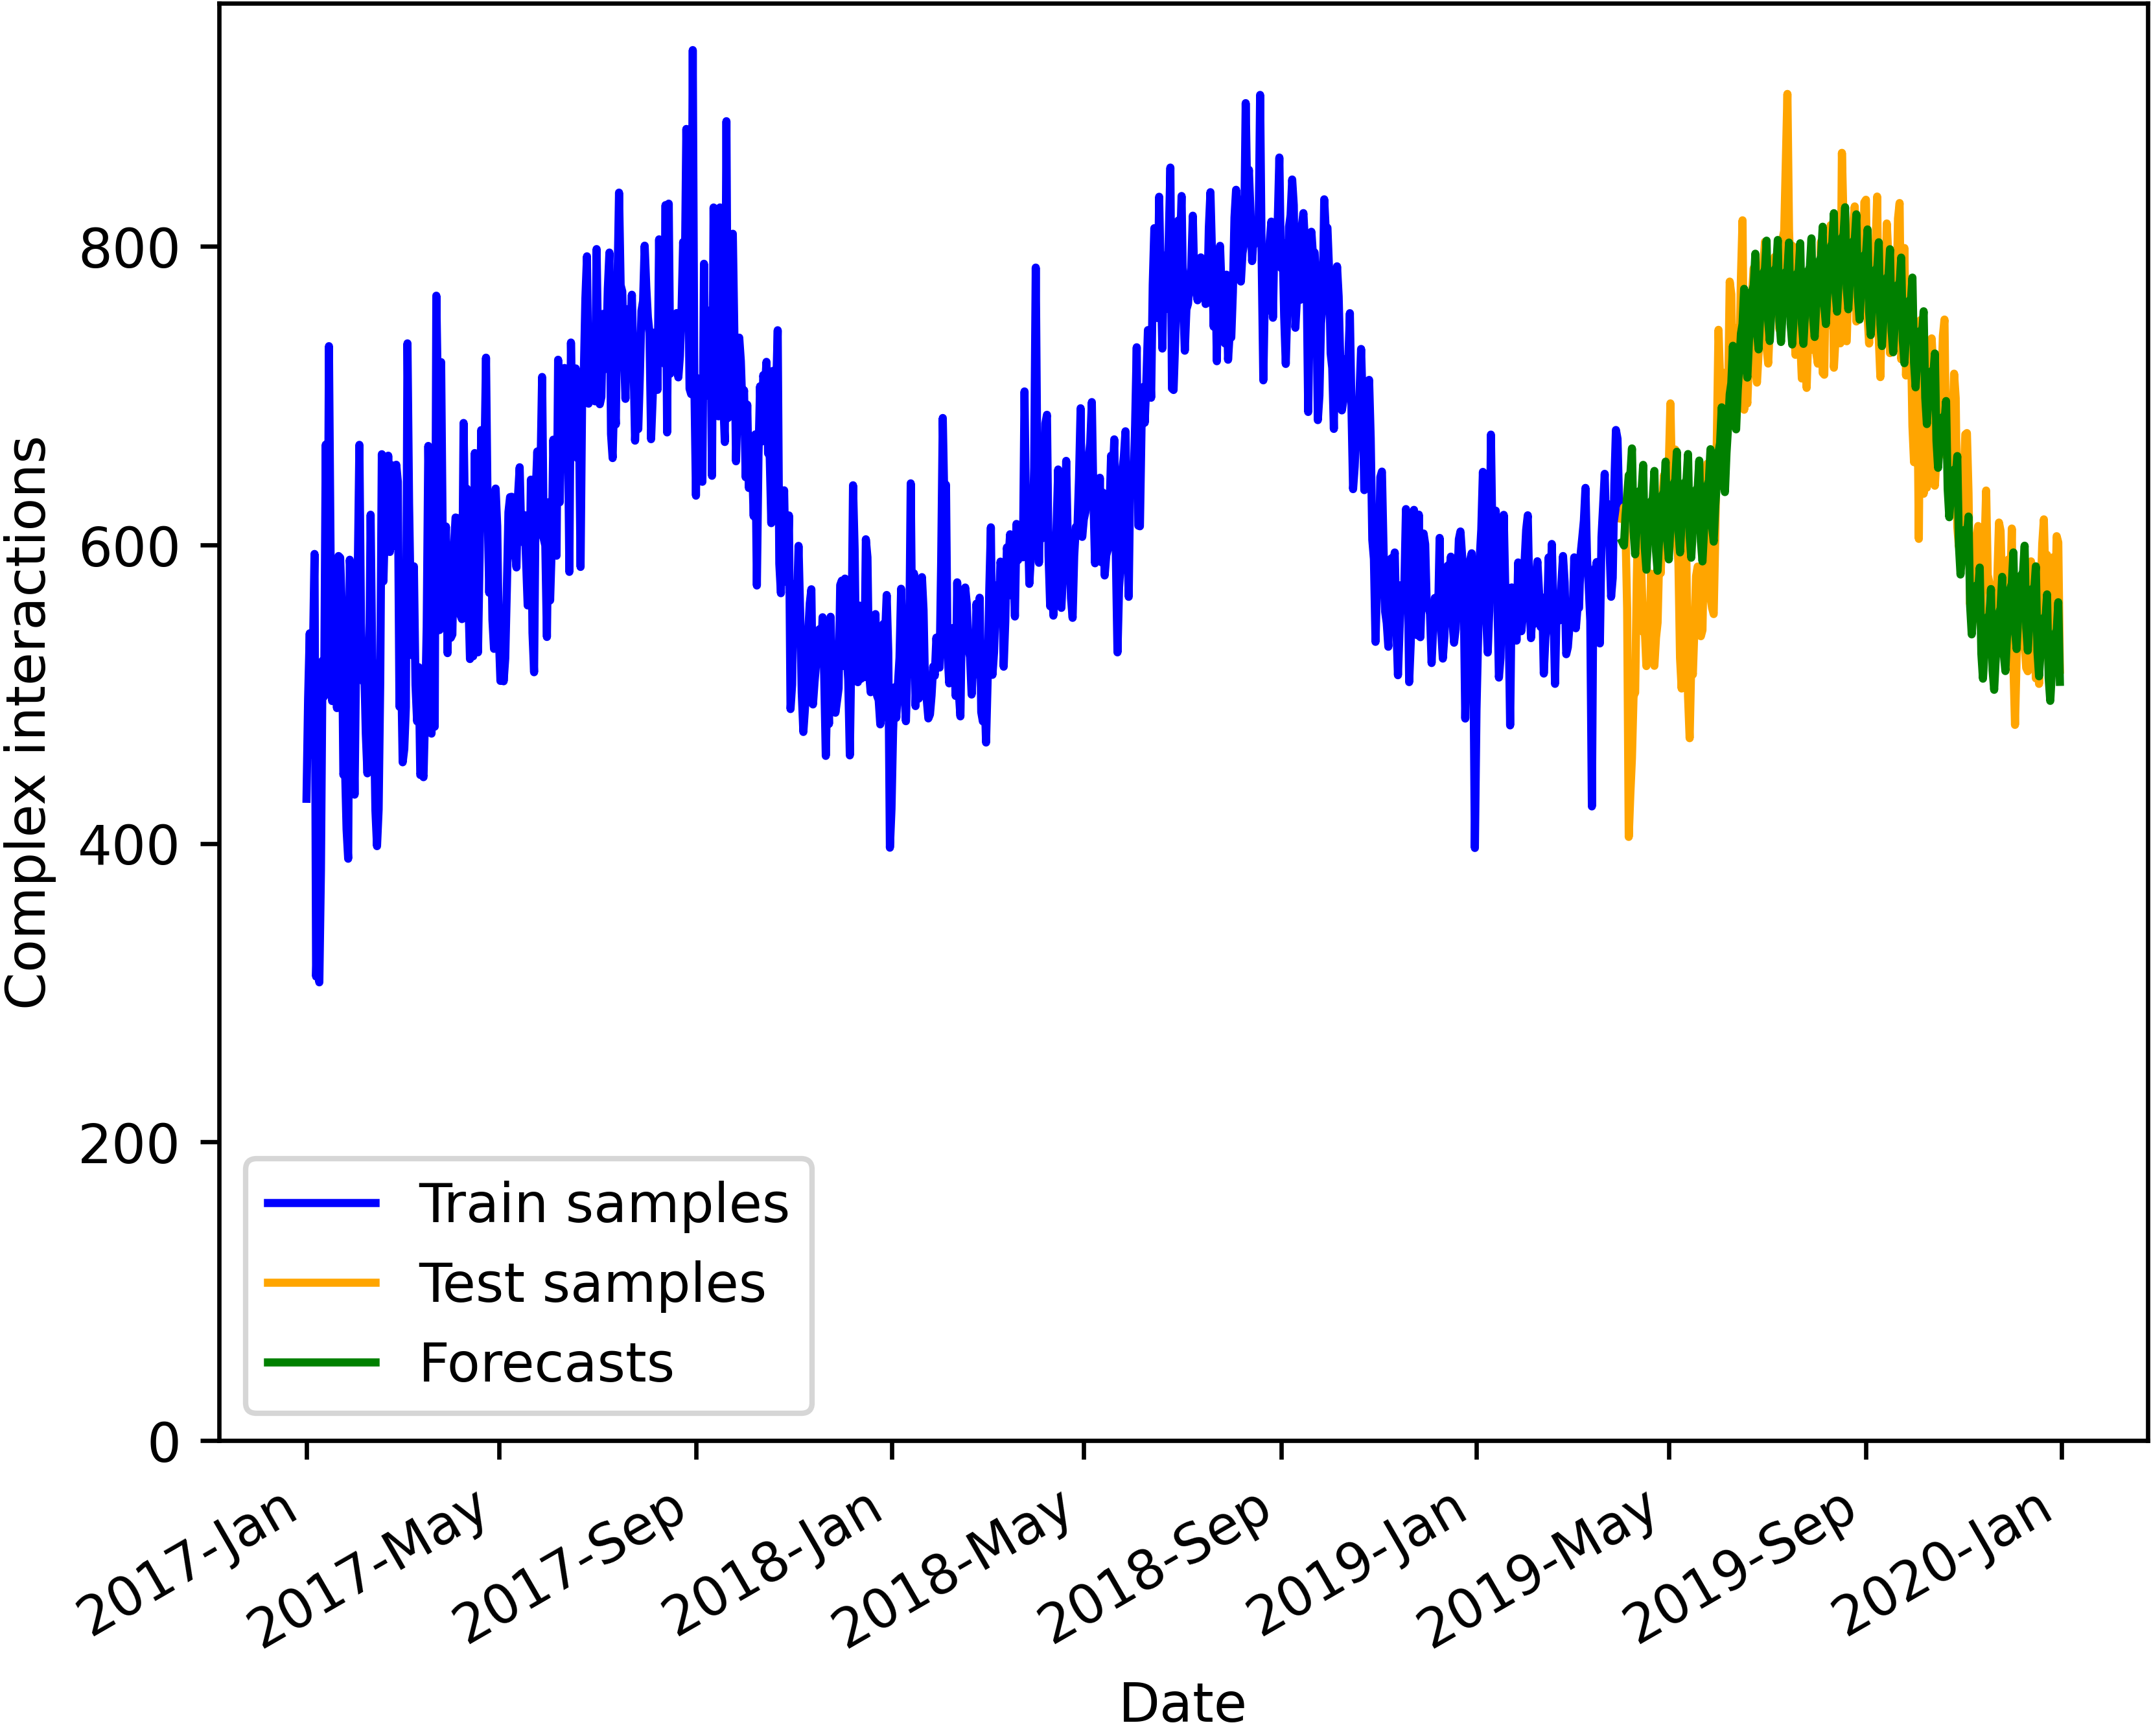 Complex interactions
800
600
400
200
0
Train samples
Test samples
Forecasts
2017-Jan
2017-May
2017-Sep
2018-Jan
2018-May
2018-Sep
2019-Jan
2019-May
2019-Sep
2020-Jan
Date